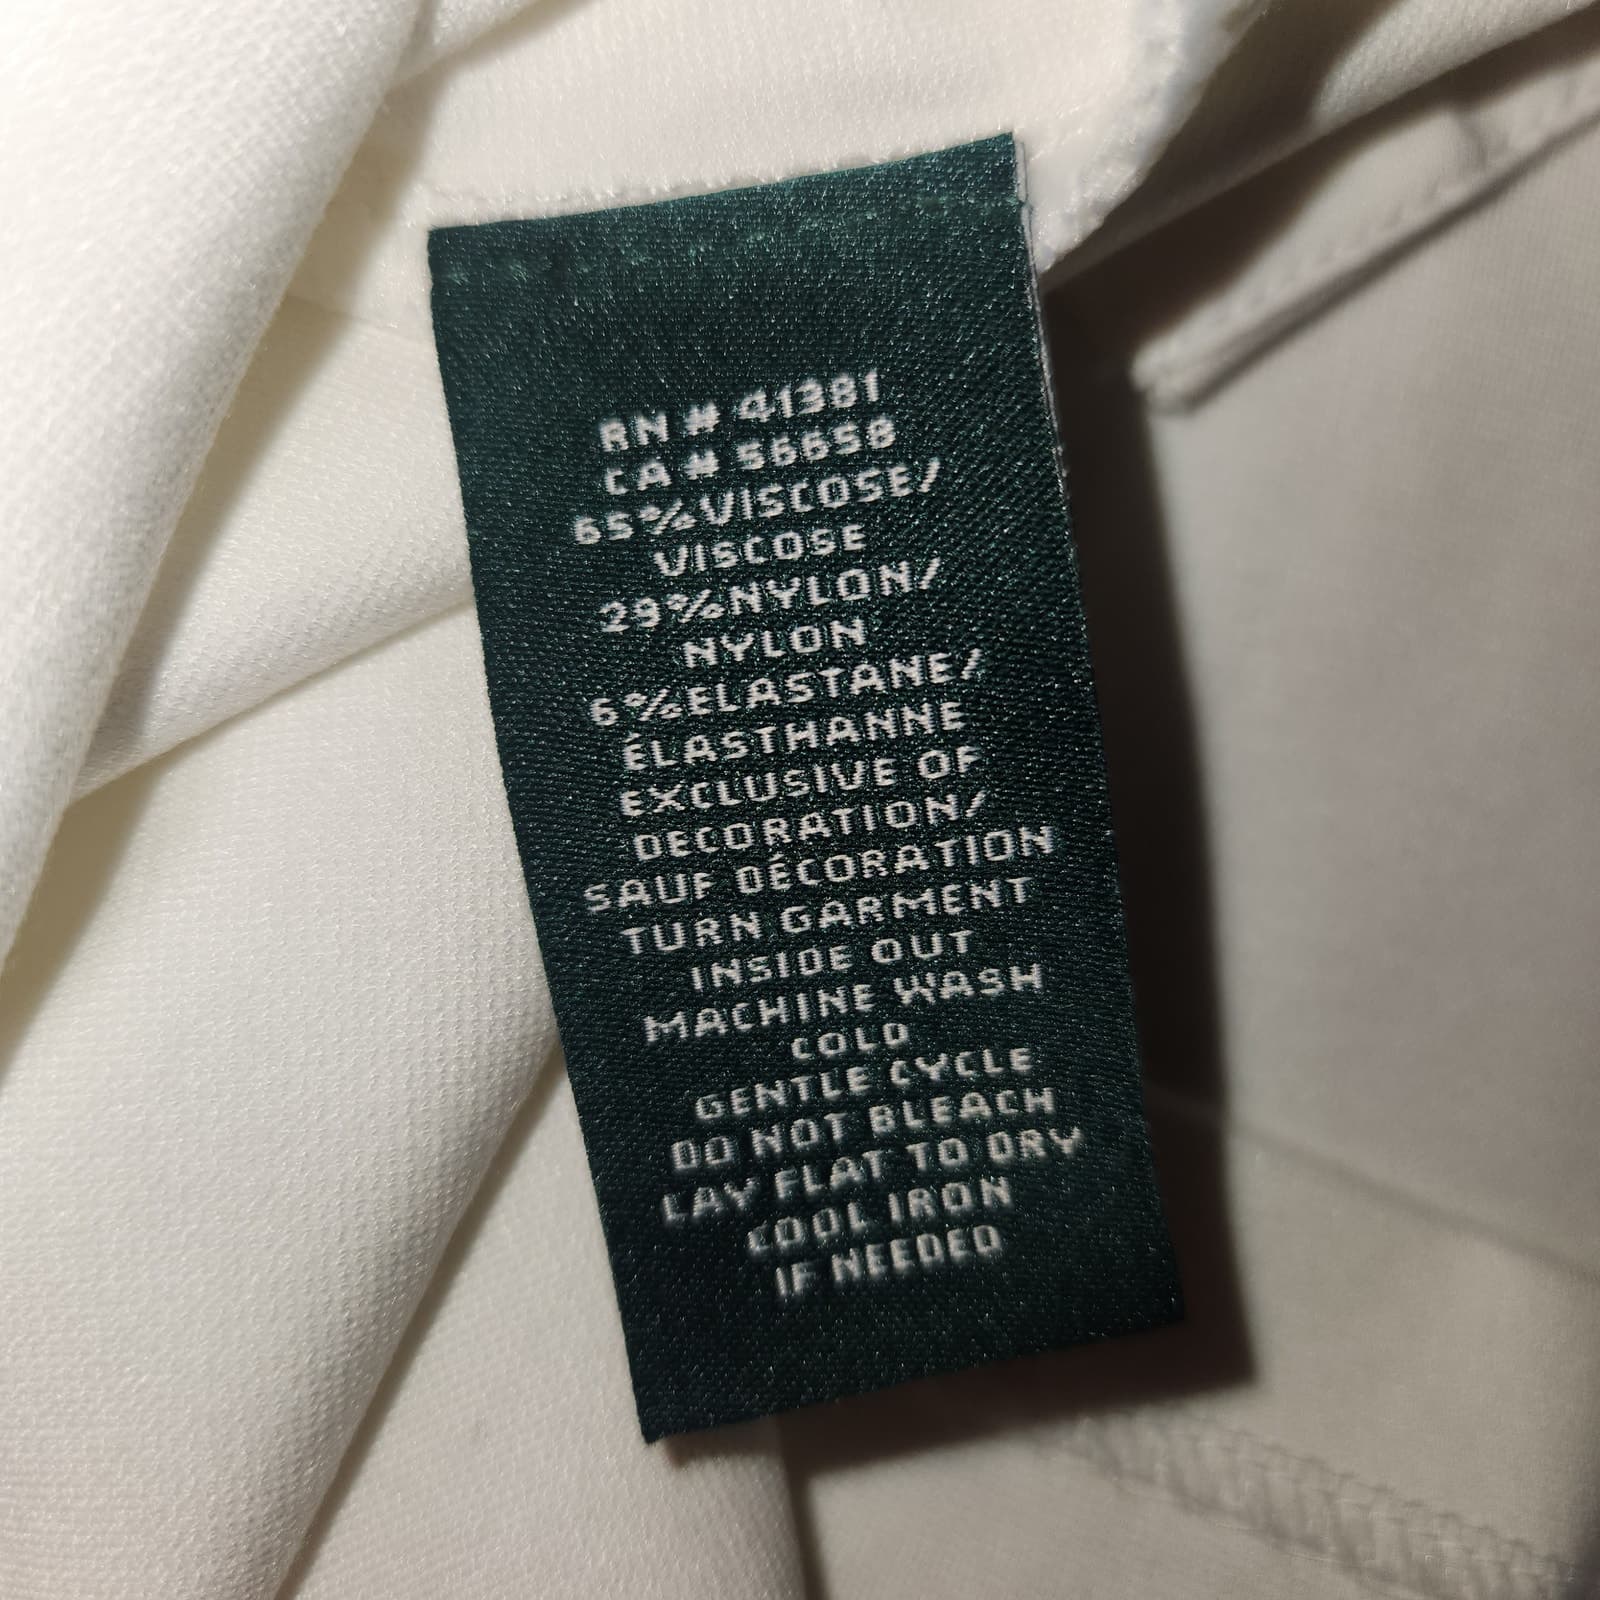 RN # 41381
CA # 56658
65%VISCOSE/
VISCOSE
29%NYLON/
NYLON
6%ELASTANE/
ÉLASTHANNE
EXCLUSIVE OF
DECORATION/
SAUF DÉCORATION
TURN GARMENT
INSIDE OUT
MACHINE WASH
COLD
GENTLE CYCLE
DO NOT BLEACH
LAY FLAT TO DRY
COOL IRON
IF NEEDED